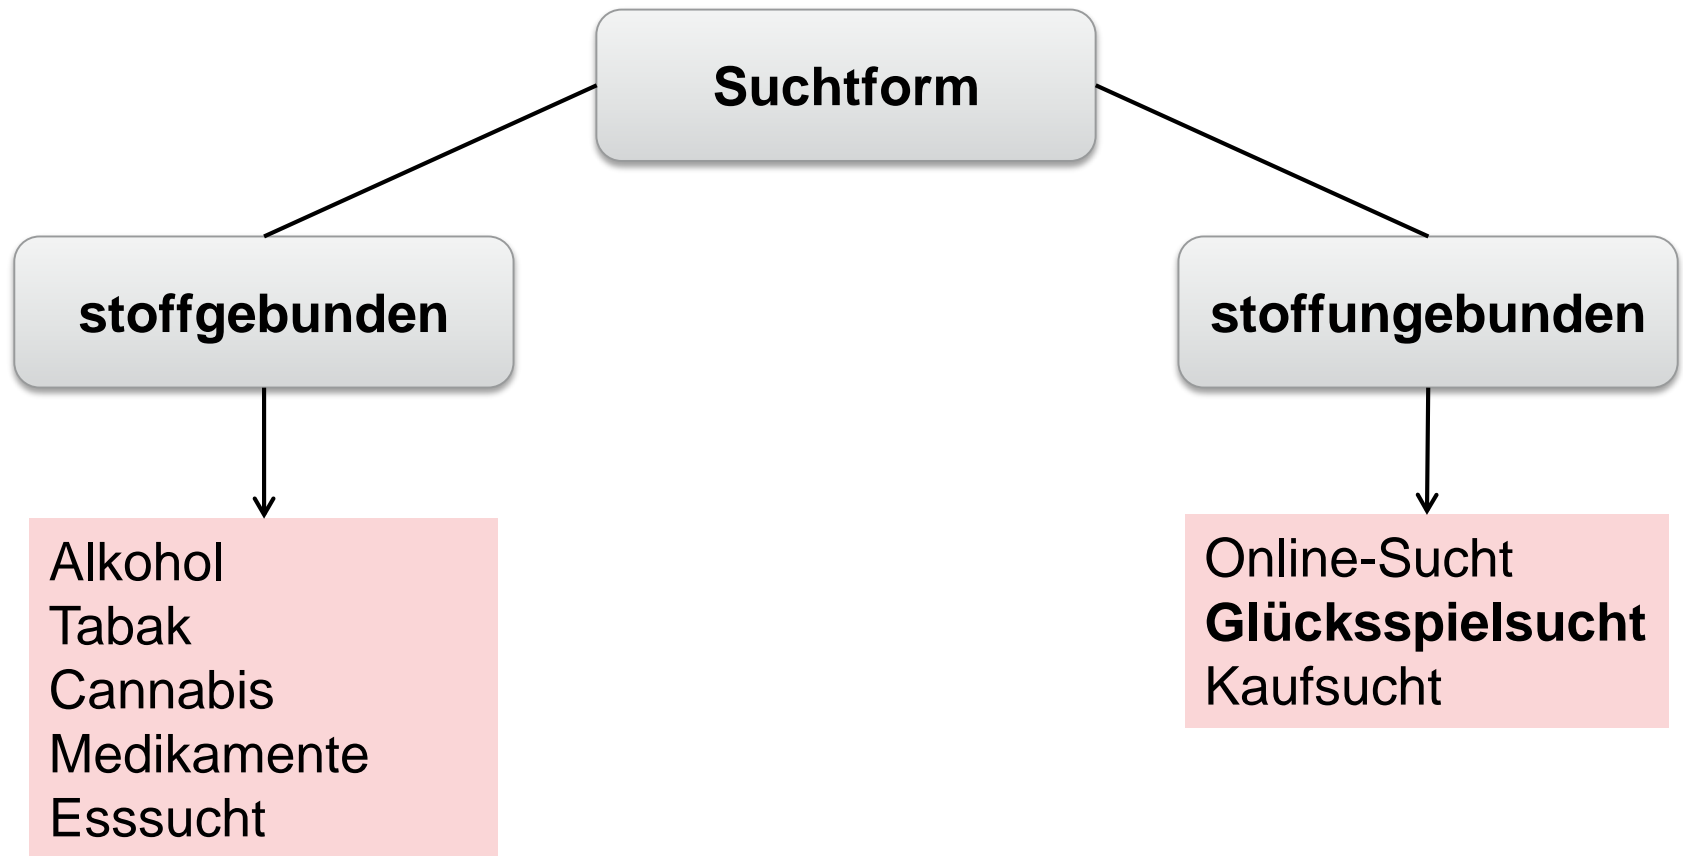 Suchtform
stoffgebunden
stoffungebunden
Alkohol
Tabak
Cannabis
Medikamente
Esssucht
Online-Sucht
Glücksspielsucht
Kaufsucht